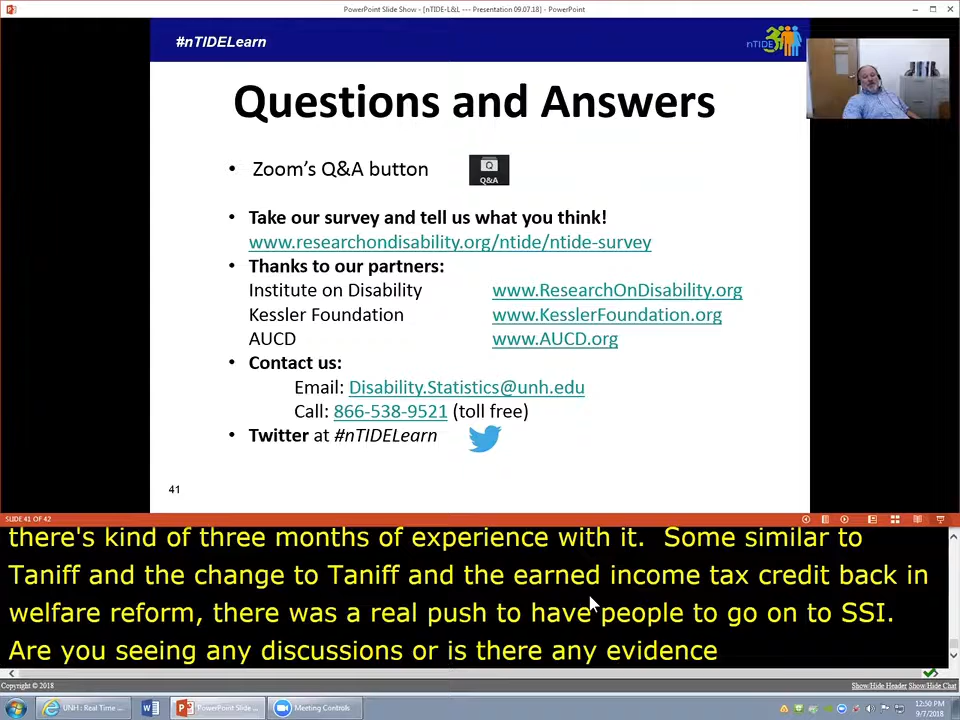 PowerPoint Slide Show - [nTIDE-L&L --- Presentation 09.07.18] - PowerPoint
#nTIDELearn
nTIDE
Questions and Answers
• Zoom's Q&A button
Q
Q&A
• Take our survey and tell us what you think!
www.researchondisability.org/ntide/ntide-survey
• Thanks to our partners:
Institute on Disability www.ResearchOnDisability.org
Kessler Foundation www.KesslerFoundation.org
AUCD www.AUCD.org
• Contact us:
Email: Disability.Statistics@unh.edu
Call: 866-538-9521 (toll free)
• Twitter at #nTIDELearn
41
SLIDE 41 OF 42
there's kind of three months of experience with it. Some similar to
Taniff and the change to Taniff and the earned income tax credit back in
welfare reform, there was a real push to have people to go on to SSI.
Are you seeing any discussions or is there any evidence
Copyright © 2018 Show/Hide Header Show/Hide Chat
UNH : Real Time ... PowerPoint Slide ... Meeting Controls
12:50 PM
9/7/2018